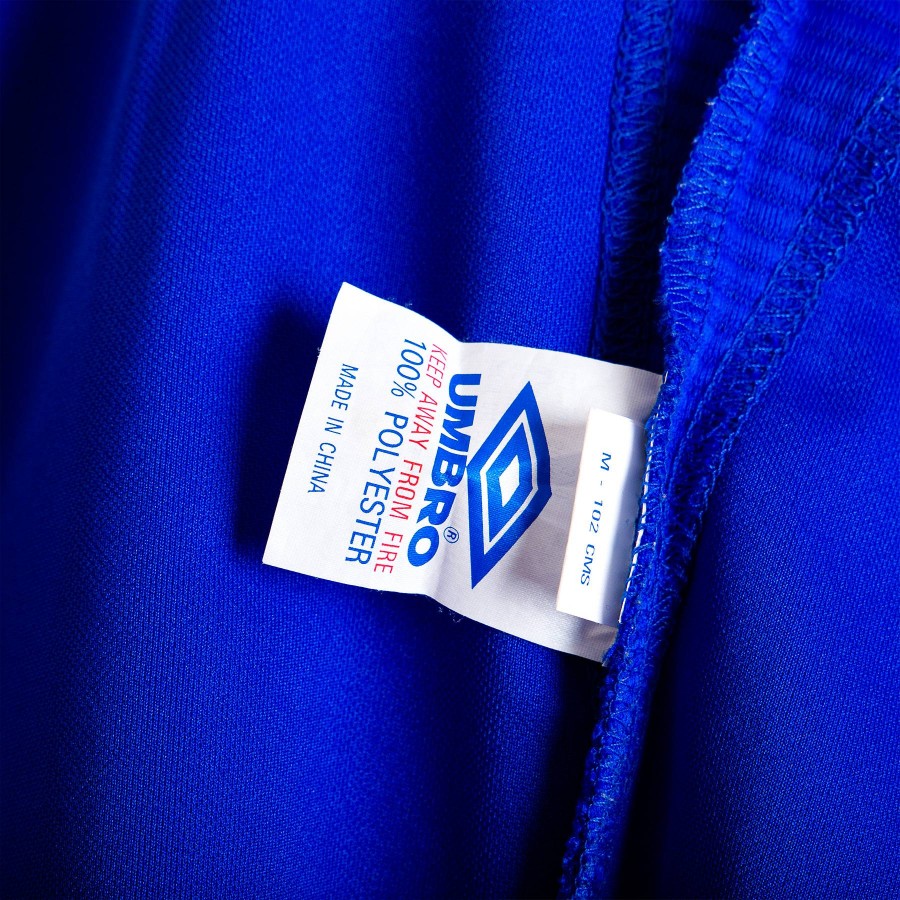 M - 102 CMS
UMBRO®
KEEP AWAY FROM FIRE
100% POLYESTER
MADE IN CHINA